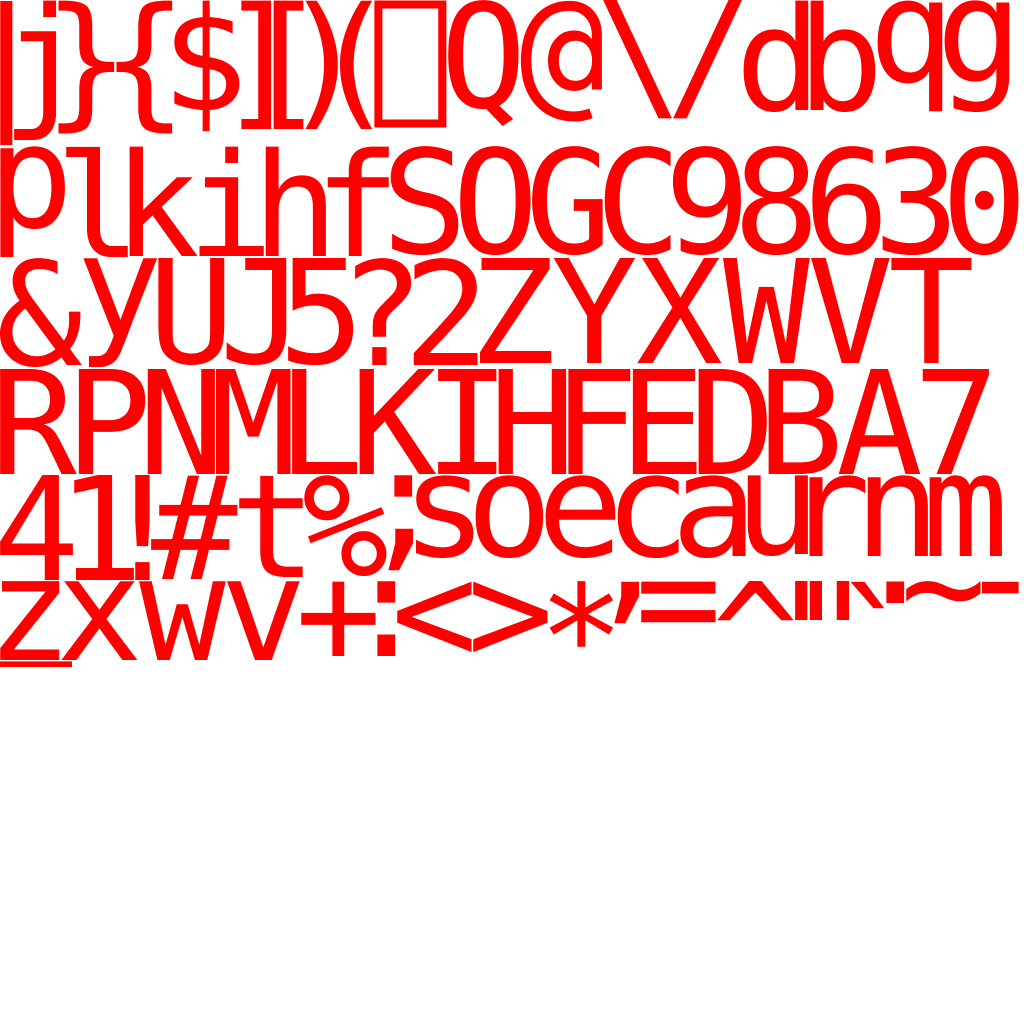 |j}{$][)(□Q@\/dbqg
plkihfSOGC98630
&yUJ5?2ZYXWVT
RPNMLKIHFEDBA7
41!#t%;soecaurnm
zxwv+:<>*,=^"'`.~-
_